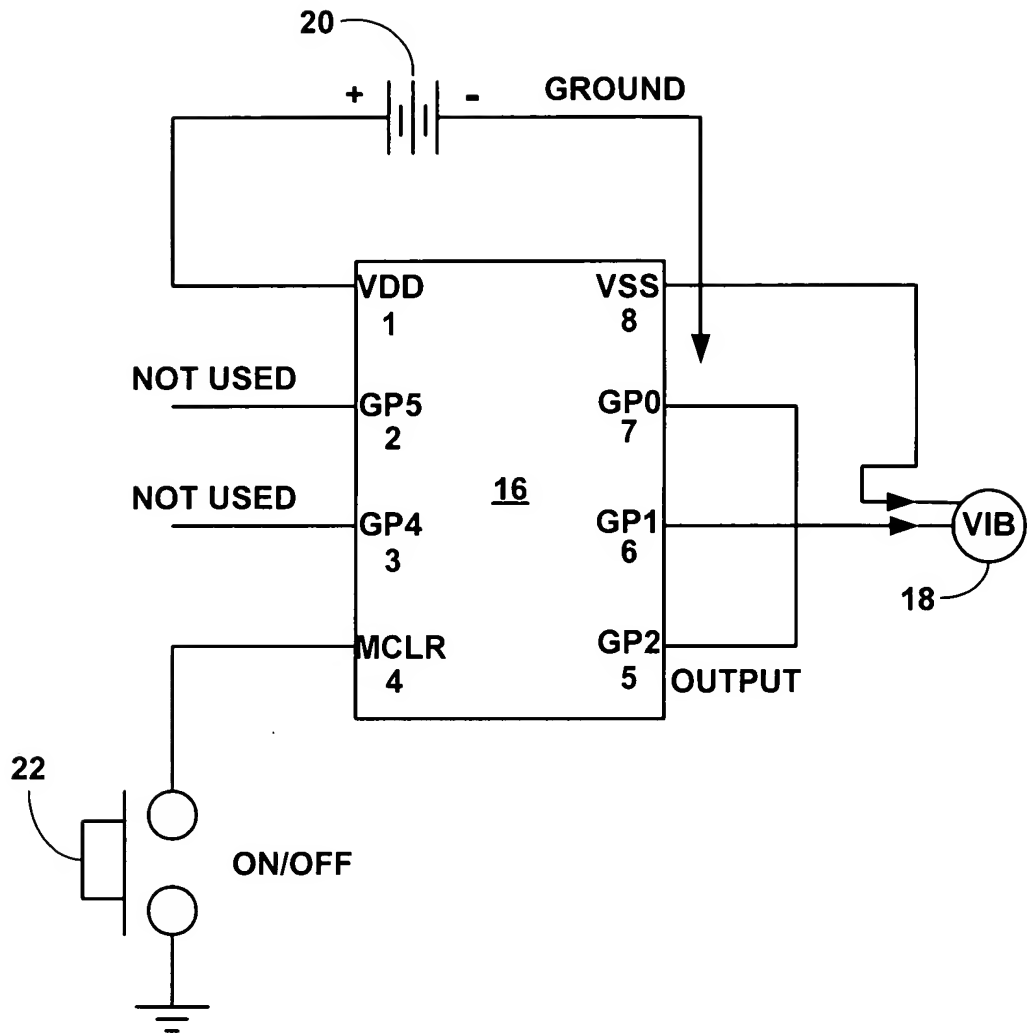 20
+ - GROUND
VDD
1
VSS
8
NOT USED
GP5
2
GP0
7
NOT USED
GP4
3
16
GP1
6
VIB
18
MCLR
4
GP2
5
OUTPUT
22
ON/OFF